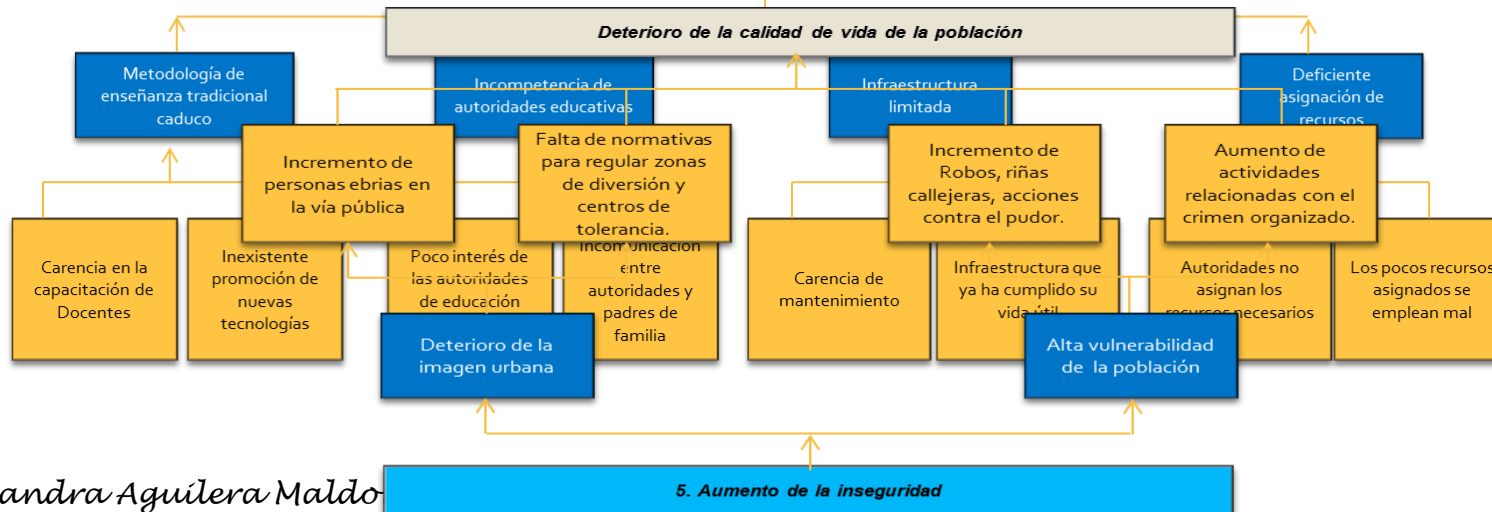 Deterioro de la calidad de vida de la población
Metodología de
enseñanza tradicional
caduco
Incompetencia de
autoridades educativas
Infraestructura
limitada
Deficiente
asignación de
recursos
Incremento de
personas ebrias en
la vía pública
Falta de normativas
para regular zonas
de diversión y
centros de
tolerancia.
Incremento de
Robos, riñas
callejeras, acciones
contra el pudor.
Aumento de
actividades
relacionadas con el
crimen organizado.
Carencia en la
capacitación de
Docentes
Inexistente
promoción de
nuevas
tecnologías
Poco interés de
las autoridades
de educación
Incomunicación
entre
autoridades y
padres de
familia
Carencia de
mantenimiento
Infraestructura que
ya ha cumplido su
vida útil
Autoridades no
asignan los
recursos necesarios
Los pocos recursos
asignados se
emplean mal
Deterioro de la
imagen urbana
Alta vulnerabilidad
de la población
andra Aguilera Maldo
5. Aumento de la inseguridad